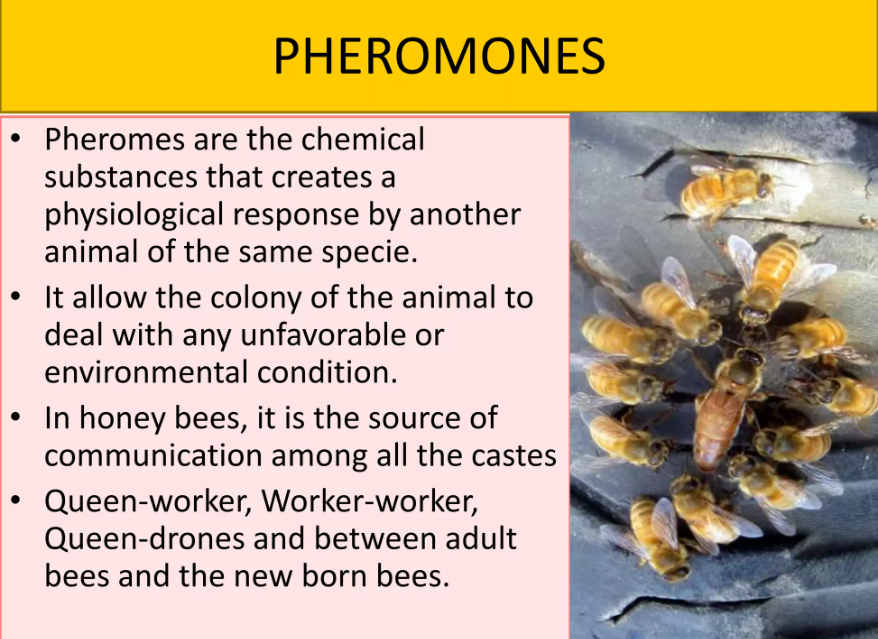 PHEROMONES
• Pheromes are the chemical
substances that creates a
physiological response by another
animal of the same specie.
• It allow the colony of the animal to
deal with any unfavorable or
environmental condition.
• In honey bees, it is the source of
communication among all the castes
• Queen-worker, Worker-worker,
Queen-drones and between adult
bees and the new born bees.